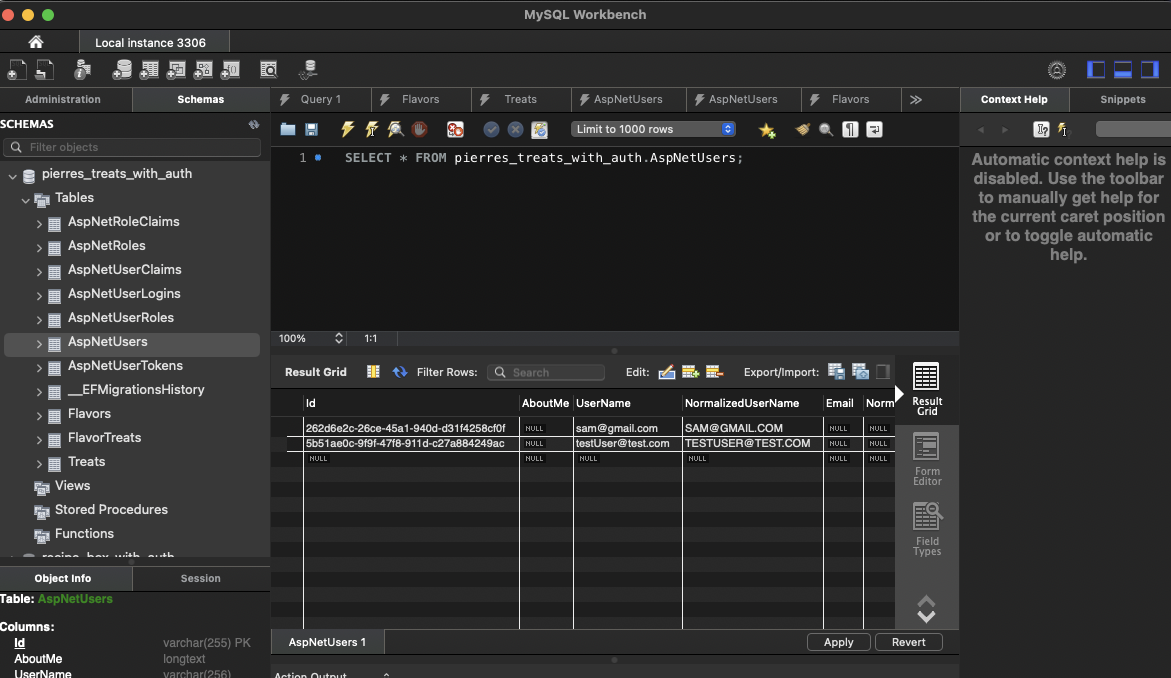 MySQL Workbench
Local instance 3306
Administration
Schemas
Query 1
Flavors
Treats
AspNetUsers
AspNetUsers
Flavors
Context Help
Snippets
SCHEMAS
Filter objects
pierres_treats_with_auth
Tables
AspNetRoleClaims
AspNetRoles
AspNetUserClaims
AspNetUserLogins
AspNetUserRoles
AspNetUsers
AspNetUserTokens
__EFMigrationsHistory
Flavors
FlavorTreats
Treats
Views
Stored Procedures
Functions
recipe_box_with_auth
Object Info
Session
Table: AspNetUsers
Columns:
Id varchar(255) PK
AboutMe longtext
UserName varchar(256)
Limit to 1000 rows
1 SELECT * FROM pierres_treats_with_auth.AspNetUsers;
100% 1:1
Result Grid
Filter Rows:
Search
Edit:
Export/Import:
Id AboutMe UserName NormalizedUserName Email Norm
262d6e2c-26ce-45a1-940d-d31f4258cf0f NULL sam@gmail.com SAM@GMAIL.COM NULL NULL
5b51ae0c-9f9f-47f8-911d-c27a884249ac NULL testUser@test.com TESTUSER@TEST.COM NULL NULL
NULL NULL NULL NULL NULL NULL
Result
Grid
Form
Editor
Field
Types
AspNetUsers 1
Apply
Revert
Action Output
Automatic context help is
disabled. Use the toolbar
to manually get help for
the current caret position
or to toggle automatic
help.